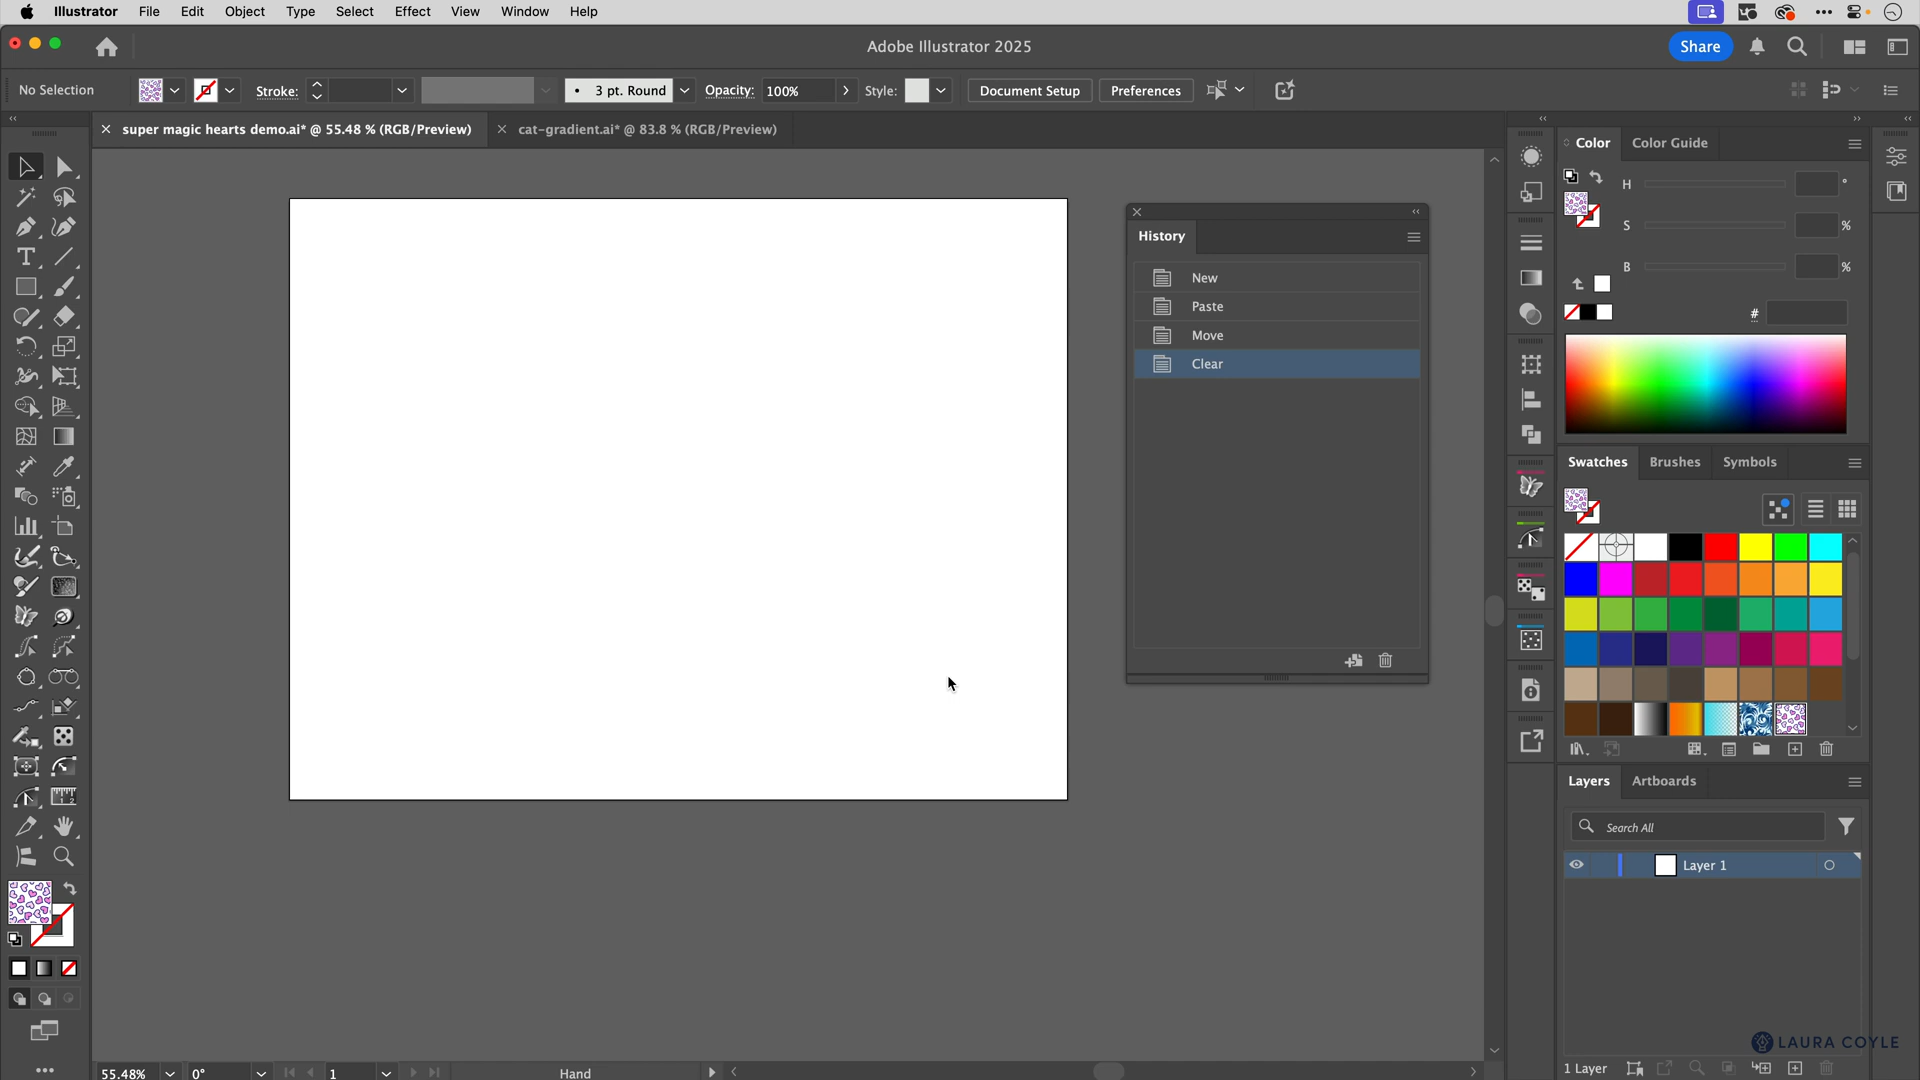 Illustrator File Edit Object Type Select Effect View Window Help
Adobe Illustrator 2025
Share
No Selection
Stroke:
3 pt. Round
Opacity: 100%
Style:
Document Setup
Preferences
super magic hearts demo.ai* @ 55.48 % (RGB/Preview)
cat-gradient.ai* @ 83.8 % (RGB/Preview)
History
New
Paste
Move
Clear
Color Color Guide
H °
S %
B %
#
Swatches Brushes Symbols
Layers Artboards
Search All
Layer 1
LAURA COYLE
1 Layer
55.48% 0° 1 Hand